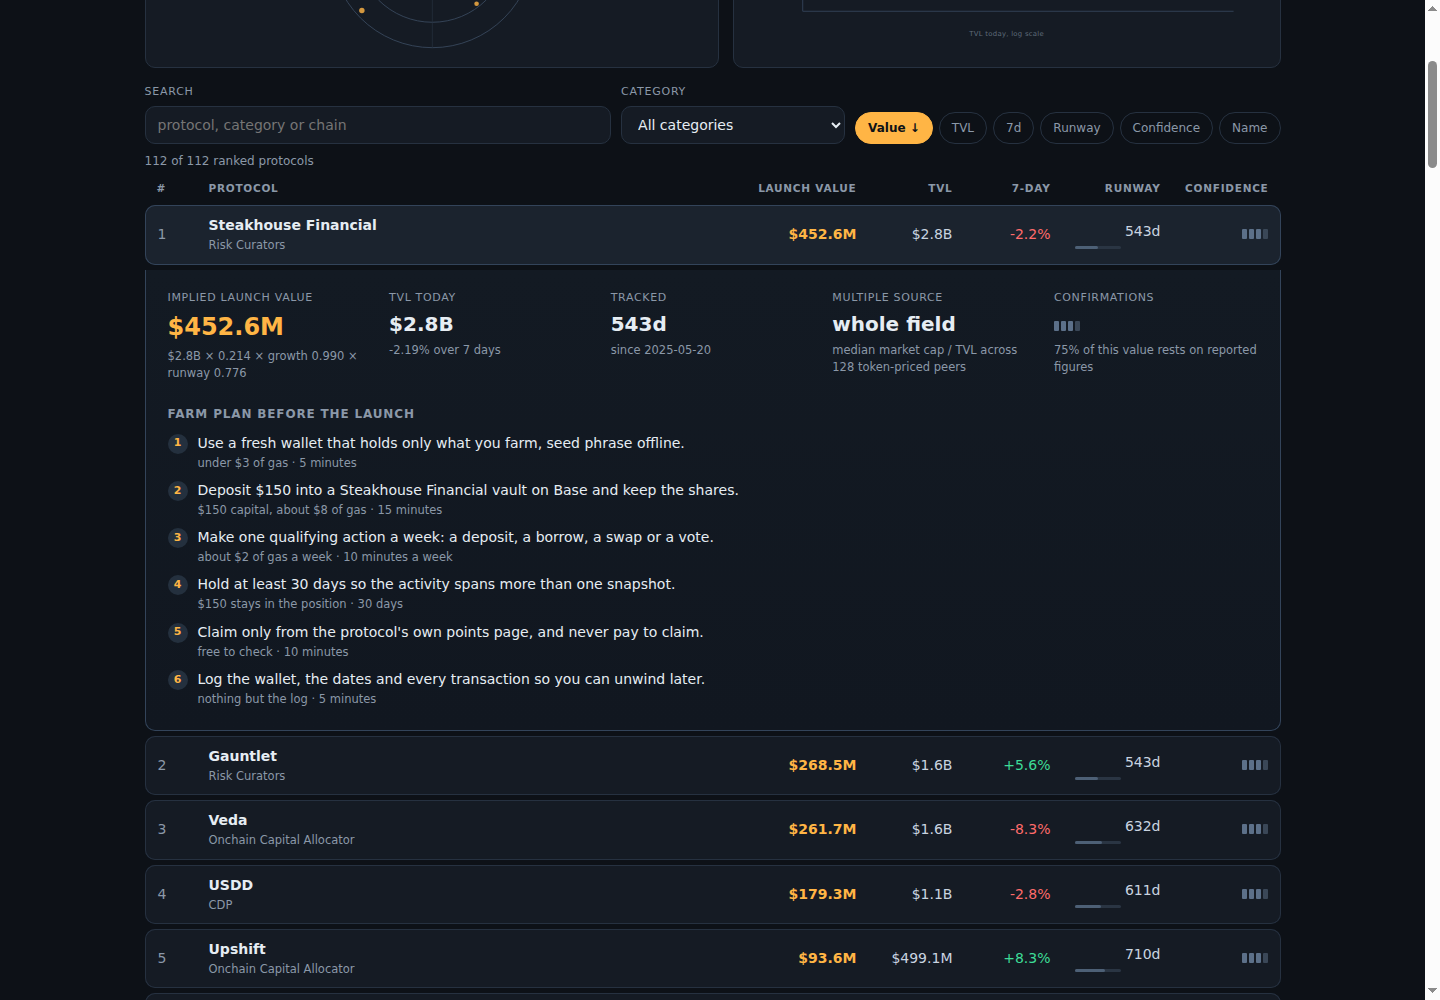 TVL today, log scale
SEARCH
CATEGORY
protocol, category or chain
All categories
Value ↓
TVL
7d
Runway
Confidence
Name
112 of 112 ranked protocols
# PROTOCOL LAUNCH VALUE TVL 7-DAY RUNWAY CONFIDENCE
1 Steakhouse Financial $452.6M $2.8B -2.2% 543d
Risk Curators
IMPLIED LAUNCH VALUE
$452.6M
$2.8B × 0.214 × growth 0.990 ×
runway 0.776
TVL TODAY
$2.8B
-2.19% over 7 days
TRACKED
543d
since 2025-05-20
MULTIPLE SOURCE
whole field
median market cap / TVL across
128 token-priced peers
CONFIRMATIONS
75% of this value rests on reported
figures
FARM PLAN BEFORE THE LAUNCH
1 Use a fresh wallet that holds only what you farm, seed phrase offline.
under $3 of gas · 5 minutes
2 Deposit $150 into a Steakhouse Financial vault on Base and keep the shares.
$150 capital, about $8 of gas · 15 minutes
3 Make one qualifying action a week: a deposit, a borrow, a swap or a vote.
about $2 of gas a week · 10 minutes a week
4 Hold at least 30 days so the activity spans more than one snapshot.
$150 stays in the position · 30 days
5 Claim only from the protocol's own points page, and never pay to claim.
free to check · 10 minutes
6 Log the wallet, the dates and every transaction so you can unwind later.
nothing but the log · 5 minutes
2 Gauntlet $268.5M $1.6B +5.6% 543d
Risk Curators
3 Veda $261.7M $1.6B -8.3% 632d
Onchain Capital Allocator
4 USDD $179.3M $1.1B -2.8% 611d
CDP
5 Upshift $93.6M $499.1M +8.3% 710d
Onchain Capital Allocator